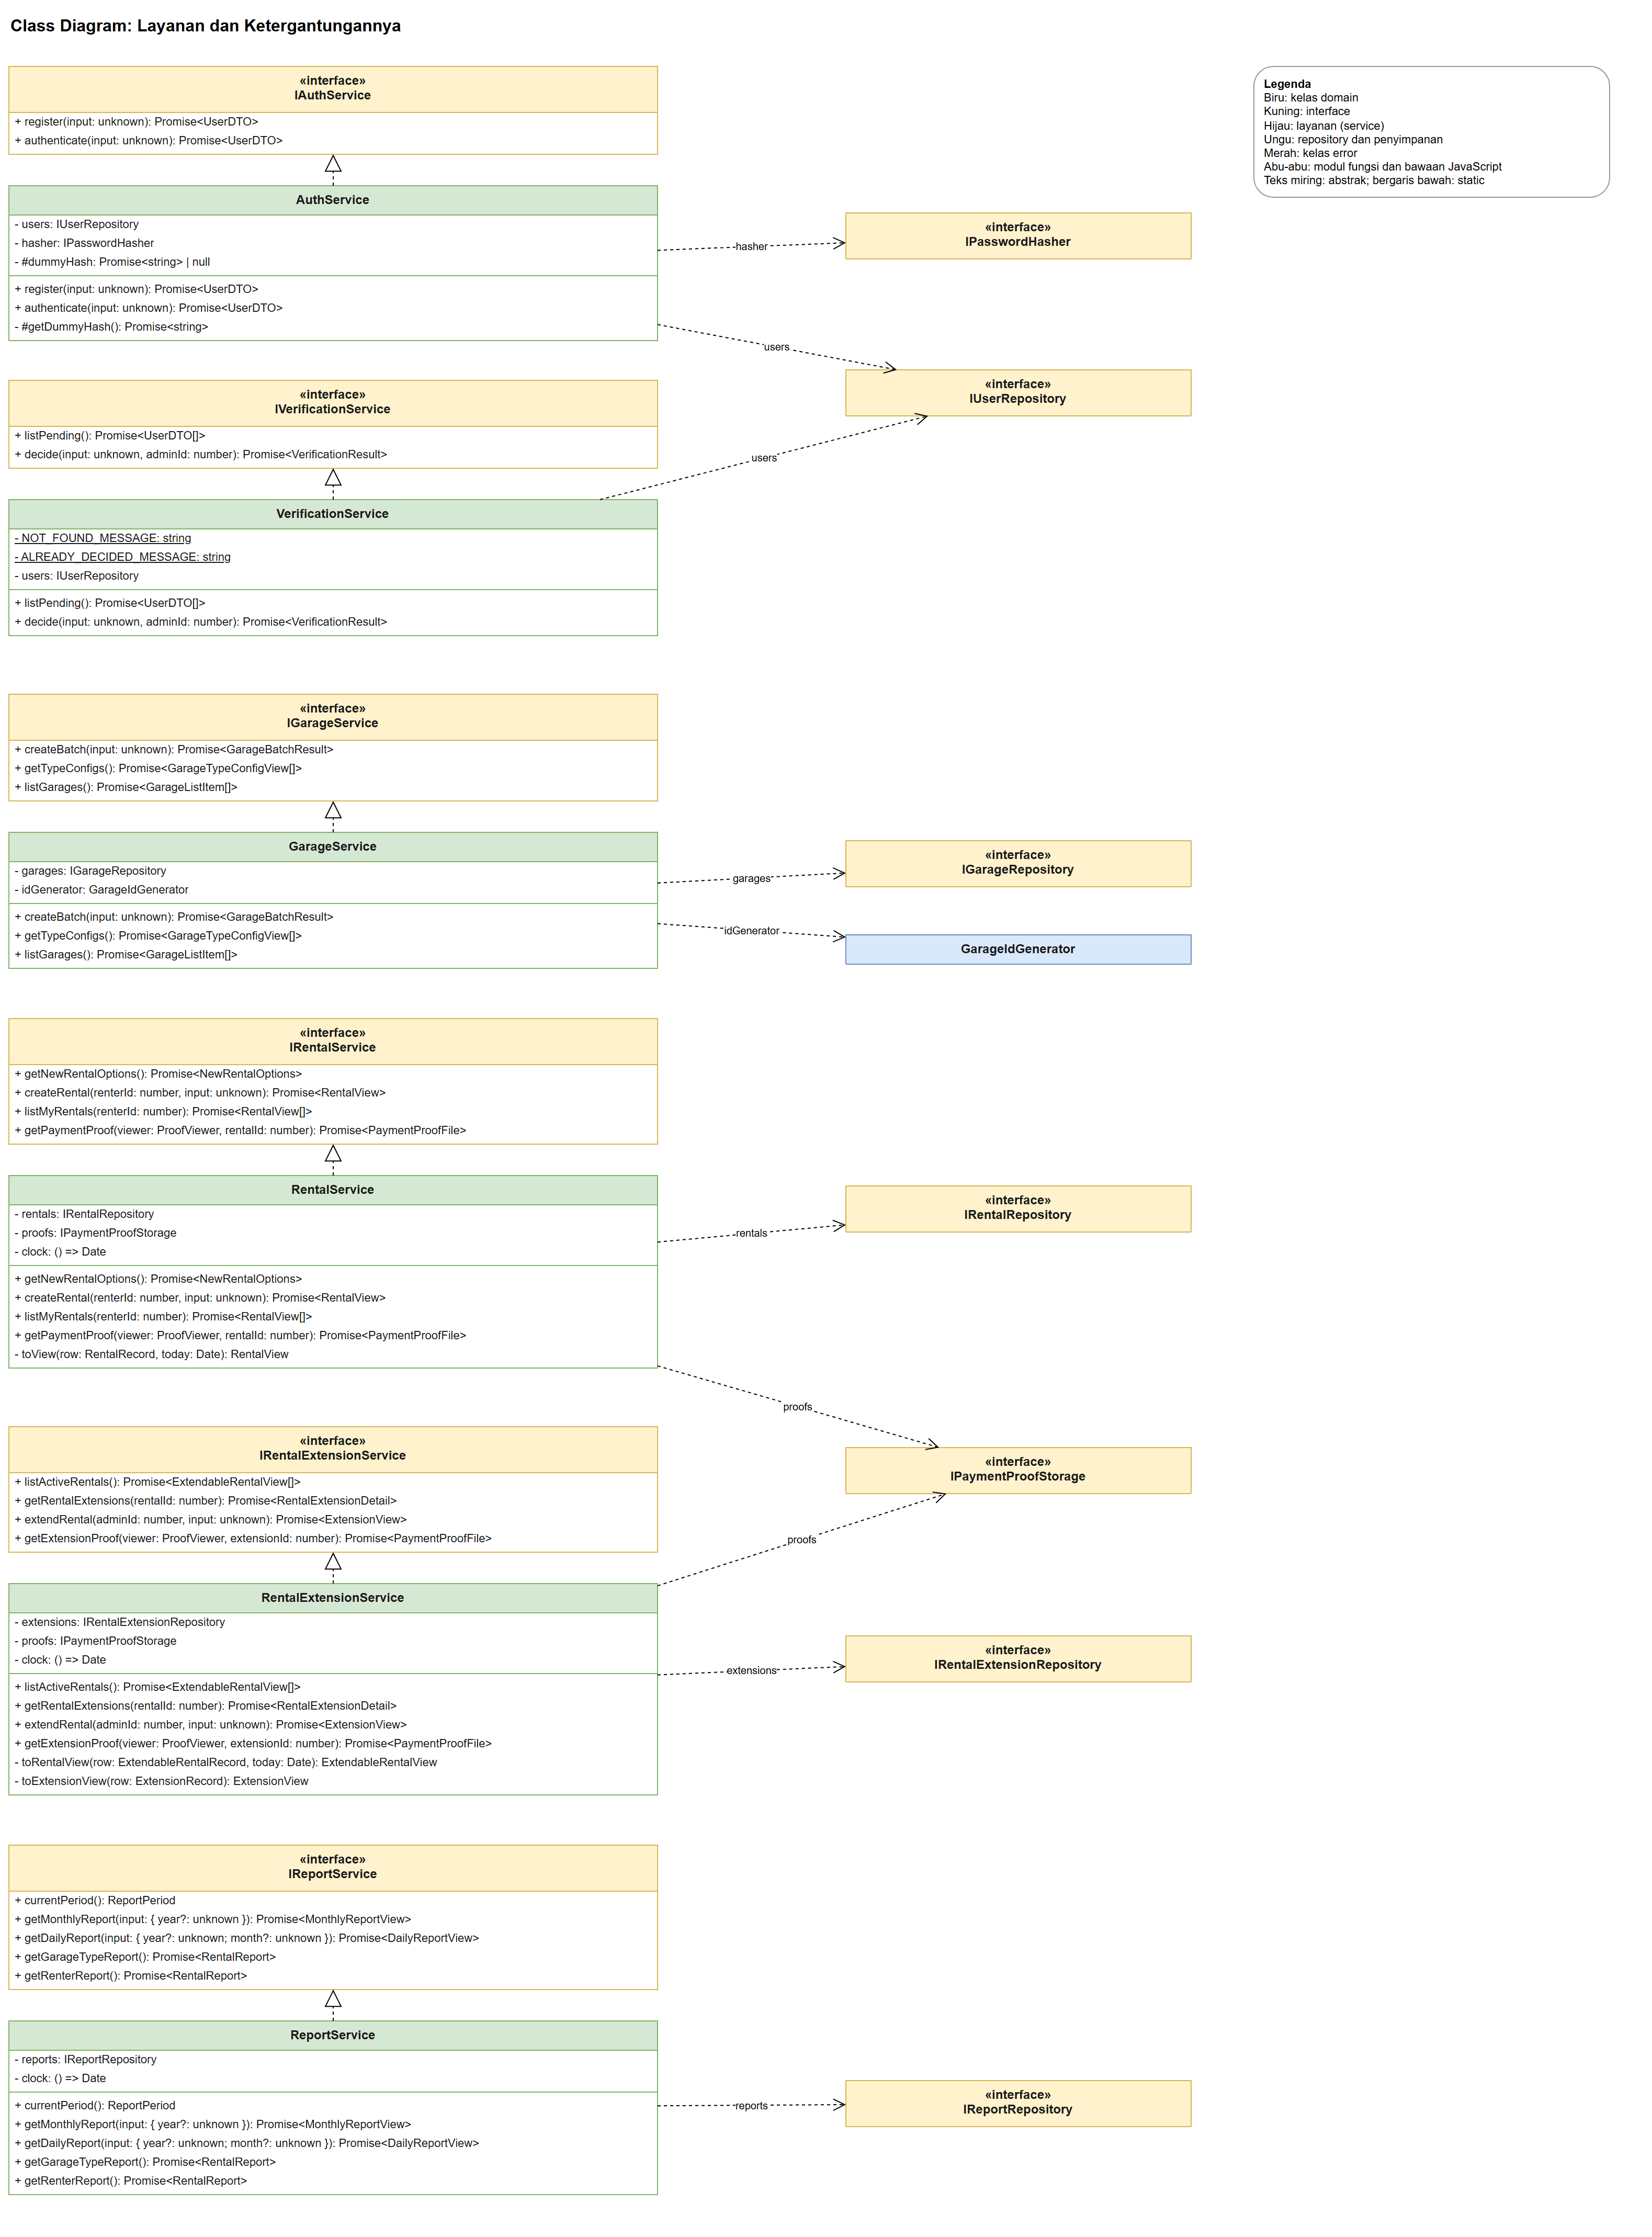 Class Diagram: Layanan dan Ketergantungannya
«interface»
IAuthService
+ register(input: unknown): Promise<UserDTO>
+ authenticate(input: unknown): Promise<UserDTO>
Legenda
Biru: kelas domain
Kuning: interface
Hijau: layanan (service)
Ungu: repository dan penyimpanan
Merah: kelas error
Abu-abu: modul fungsi dan bawaan JavaScript
Teks miring: abstrak; bergaris bawah: static
AuthService
- users: IUserRepository
- hasher: IPasswordHasher
- #dummyHash: Promise<string> | null
+ register(input: unknown): Promise<UserDTO>
+ authenticate(input: unknown): Promise<UserDTO>
- #getDummyHash(): Promise<string>
hasher
«interface»
IPasswordHasher
users
«interface»
IUserRepository
«interface»
IVerificationService
+ listPending(): Promise<UserDTO[]>
+ decide(input: unknown, adminId: number): Promise<VerificationResult>
users
VerificationService
- NOT_FOUND_MESSAGE: string
- ALREADY_DECIDED_MESSAGE: string
- users: IUserRepository
+ listPending(): Promise<UserDTO[]>
+ decide(input: unknown, adminId: number): Promise<VerificationResult>
«interface»
IGarageService
+ createBatch(input: unknown): Promise<GarageBatchResult>
+ getTypeConfigs(): Promise<GarageTypeConfigView[]>
+ listGarages(): Promise<GarageListItem[]>
GarageService
- garages: IGarageRepository
- idGenerator: GarageIdGenerator
+ createBatch(input: unknown): Promise<GarageBatchResult>
+ getTypeConfigs(): Promise<GarageTypeConfigView[]>
+ listGarages(): Promise<GarageListItem[]>
garages
«interface»
IGarageRepository
idGenerator
GarageIdGenerator
«interface»
IRentalService
+ getNewRentalOptions(): Promise<NewRentalOptions>
+ createRental(renterId: number, input: unknown): Promise<RentalView>
+ listMyRentals(renterId: number): Promise<RentalView[]>
+ getPaymentProof(viewer: ProofViewer, rentalId: number): Promise<PaymentProofFile>
RentalService
- rentals: IRentalRepository
- proofs: IPaymentProofStorage
- clock: () => Date
+ getNewRentalOptions(): Promise<NewRentalOptions>
+ createRental(renterId: number, input: unknown): Promise<RentalView>
+ listMyRentals(renterId: number): Promise<RentalView[]>
+ getPaymentProof(viewer: ProofViewer, rentalId: number): Promise<PaymentProofFile>
- toView(row: RentalRecord, today: Date): RentalView
rentals
«interface»
IRentalRepository
proofs
«interface»
IRentalExtensionService
+ listActiveRentals(): Promise<ExtendableRentalView[]>
+ getRentalExtensions(rentalId: number): Promise<RentalExtensionDetail>
+ extendRental(adminId: number, input: unknown): Promise<ExtensionView>
+ getExtensionProof(viewer: ProofViewer, extensionId: number): Promise<PaymentProofFile>
«interface»
IPaymentProofStorage
proofs
RentalExtensionService
- extensions: IRentalExtensionRepository
- proofs: IPaymentProofStorage
- clock: () => Date
+ listActiveRentals(): Promise<ExtendableRentalView[]>
+ getRentalExtensions(rentalId: number): Promise<RentalExtensionDetail>
+ extendRental(adminId: number, input: unknown): Promise<ExtensionView>
+ getExtensionProof(viewer: ProofViewer, extensionId: number): Promise<PaymentProofFile>
- toRentalView(row: ExtendableRentalRecord, today: Date): ExtendableRentalView
- toExtensionView(row: ExtensionRecord): ExtensionView
extensions
«interface»
IRentalExtensionRepository
«interface»
IReportService
+ currentPeriod(): ReportPeriod
+ getMonthlyReport(input: { year?: unknown }): Promise<MonthlyReportView>
+ getDailyReport(input: { year?: unknown; month?: unknown }): Promise<DailyReportView>
+ getGarageTypeReport(): Promise<RentalReport>
+ getRenterReport(): Promise<RentalReport>
ReportService
- reports: IReportRepository
- clock: () => Date
+ currentPeriod(): ReportPeriod
+ getMonthlyReport(input: { year?: unknown }): Promise<MonthlyReportView>
+ getDailyReport(input: { year?: unknown; month?: unknown }): Promise<DailyReportView>
+ getGarageTypeReport(): Promise<RentalReport>
+ getRenterReport(): Promise<RentalReport>
reports
«interface»
IReportRepository